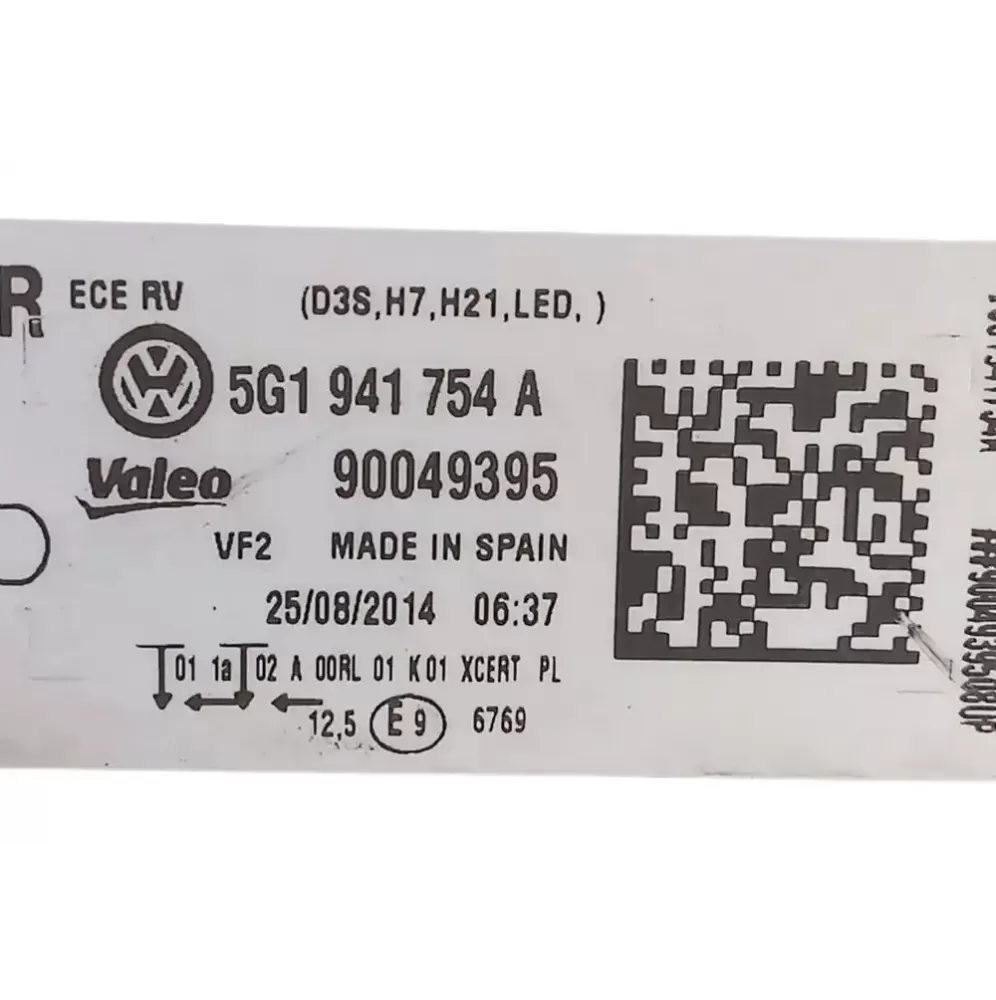 R ECE RV (D3S,H7,H21,LED, )
5G1 941 754 A
Valeo 90049395
VF2 MADE IN SPAIN
25/08/2014 06:37
01 1a 02 A 00RL 01 K01 XCERT PL
12,5 E9 6769